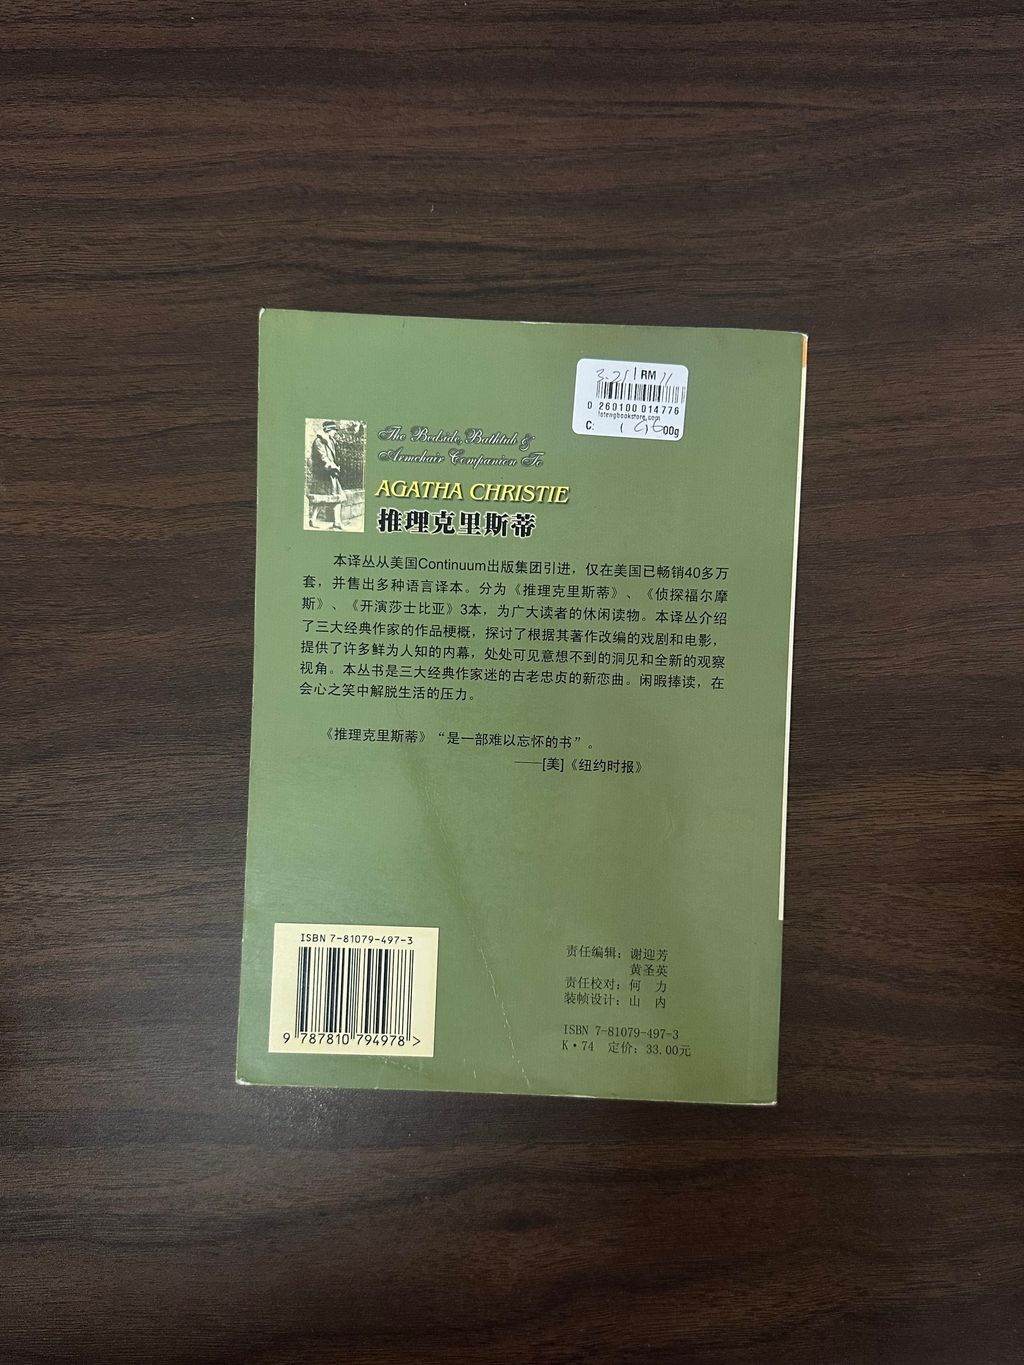 RM
0 260100 014776
lotengbookstore.com
C: 00g
The Bedside, Bathtub &
Armchair Companion To
AGATHA CHRISTIE
推理克里斯蒂
本译丛从美国Continuum出版集团引进，仅在美国已畅销40多万
套，并售出多种语言译本。分为《推理克里斯蒂》、《侦探福尔摩
斯》、《开演莎士比亚》3本，为广大读者的休闲读物。本译丛介绍
了三大经典作家的作品梗概，探讨了根据其著作改编的戏剧和电影，
提供了许多鲜为人知的内幕，处处可见意想不到的洞见和全新的观察
视角。本丛书是三大经典作家迷的古老忠贞的新恋曲。闲暇捧读，在
会心之笑中解脱生活的压力。
《推理克里斯蒂》“是一部难以忘怀的书”。
——[美]《纽约时报》
ISBN 7-81079-497-3
9 787810 794978 >
责任编辑：谢迎芳
黄圣英
责任校对：何 力
装帧设计：山 内
ISBN 7-81079-497-3
K·74 定价：33.00元